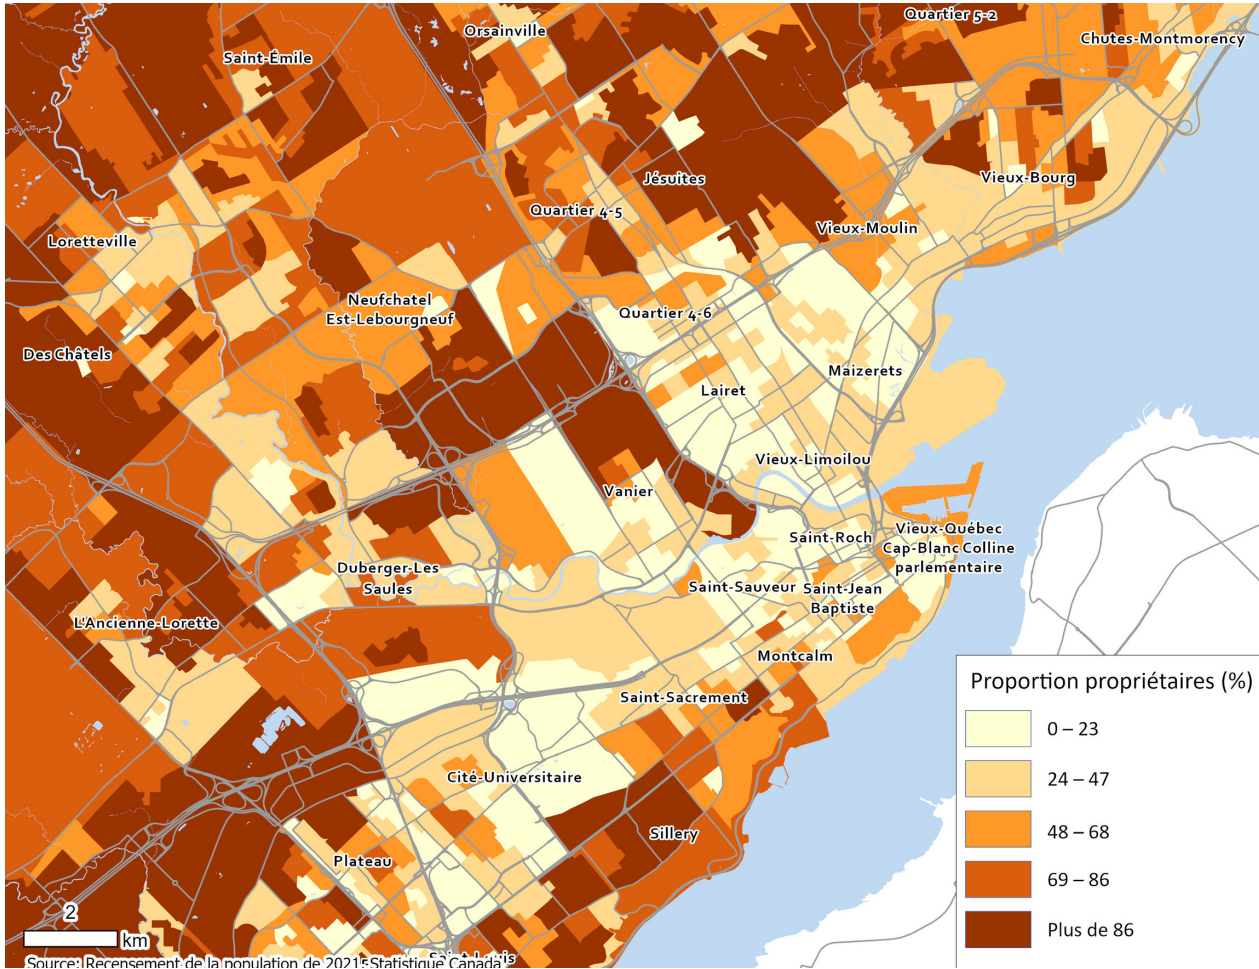 Quartier 5-2
Orsainville
Chutes-Montmorency
Saint-Émile
Jésuites
Vieux-Bourg
Quartier 4-5
Vieux-Moulin
Loretteville
Neufchatel
Est-Lebourgneuf
Quartier 4-6
Des Châtels
Maizerets
Lairet
Vieux-Limoilou
Vanier
Vieux-Québec
Cap-Blanc Colline
parlementaire
Saint-Roch
Duberger-Les
Saules
Saint-Sauveur
Saint-Jean
Baptiste
L'Ancienne-Lorette
Montcalm
Saint-Sacrement
Cité-Universitaire
Sillery
Plateau
Saint-Louis
Proportion propriétaires (%)
0 – 23
24 – 47
48 – 68
69 – 86
Plus de 86
2
km
Source: Recensement de la population de 2021, Statistique Canada